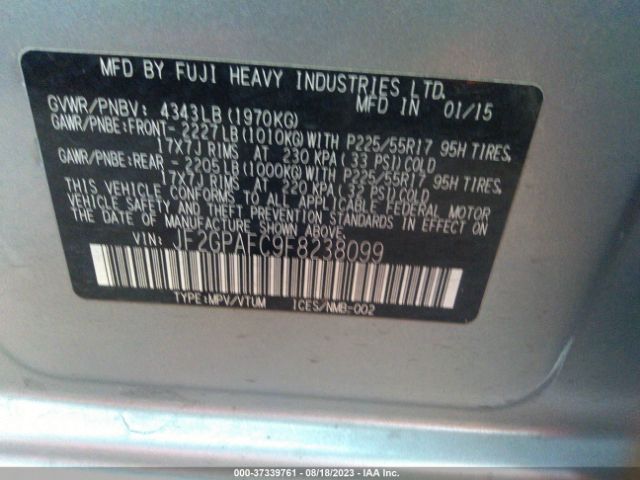 MFD BY FUJI HEAVY INDUSTRIES LTD.
MFD IN 01/15
GVWR/PNBV: 4343LB(1970KG)
GAWR/PNBE:FRONT- 2227LB(1010KG)WITH P225/55R17 95H TIRES,
17X7J RIMS AT 230 KPA( 33 PSI)COLD
GAWR/PNBE:REAR - 2205LB(1000KG)WITH P225/55R17 95H TIRES,
17X7J RIMS AT 220 KPA( 32 PSI)COLD
THIS VEHICLE CONFORMS TO ALL APPLICABLE FEDERAL MOTOR
VEHICLE SAFETY AND THEFT PREVENTION STANDARDS IN EFFECT ON
THE DATE OF MANUFACTURE SHOWN ABOVE.
VIN: JF2GPAFC9F8238099
TYPE:MPV/VTUM ICES/NMB-002
000-37339761 - 08/18/2023 - IAA Inc.